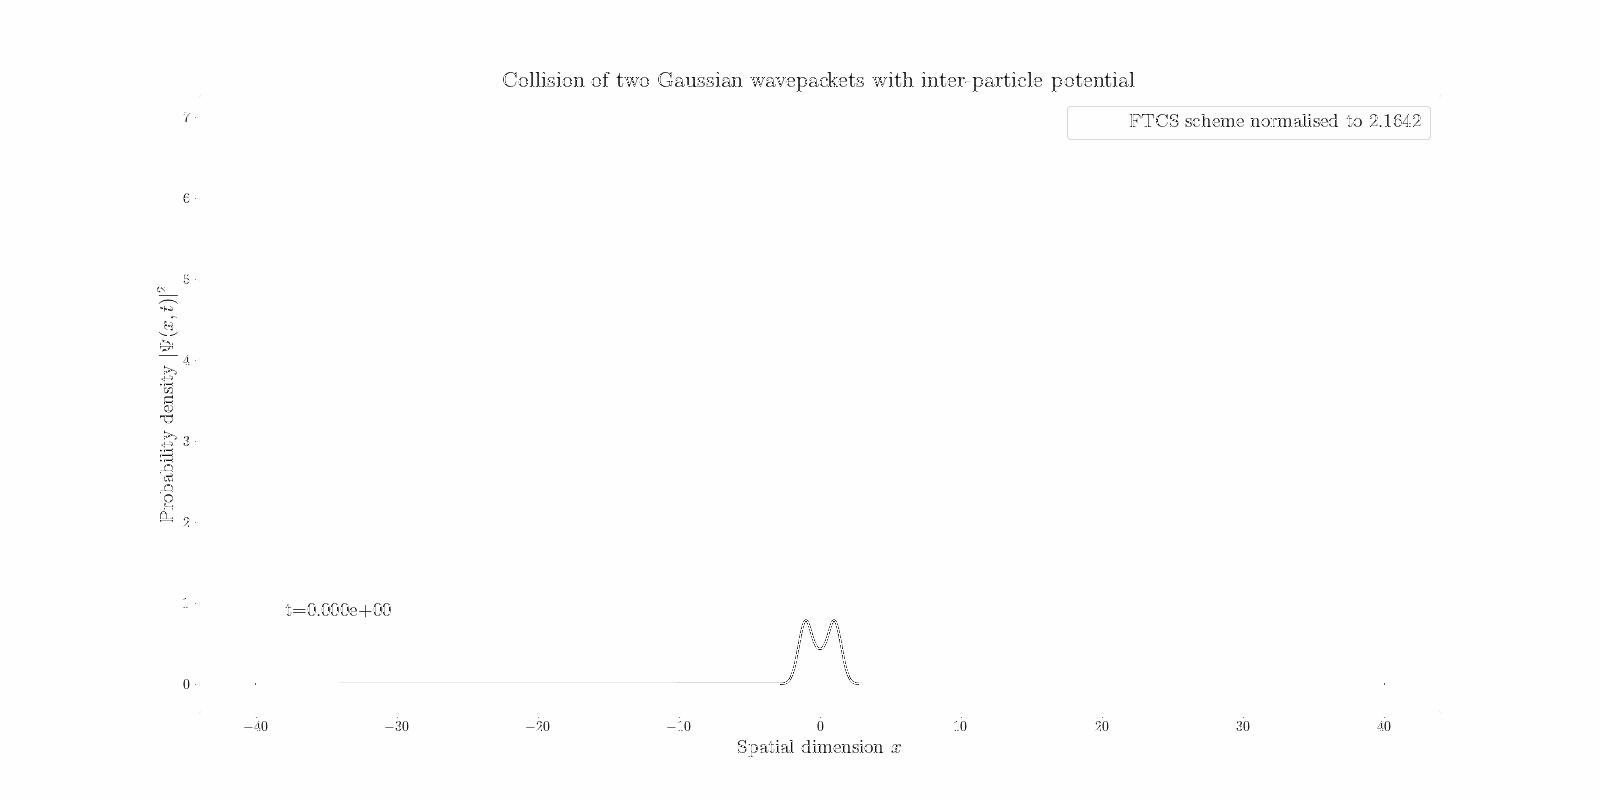 Collision of two Gaussian wavepackets with inter-particle potential
FTCS scheme normalised to 2.1642
7
6
5
4
3
2
1
0
Probability density |Ψ(x, t)|²
t=0.000e+00
−40 −30 −20 −10 0 10 20 30 40
Spatial dimension x